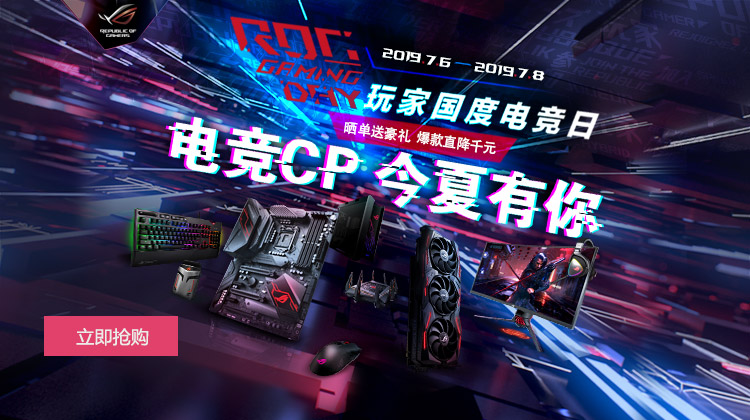 REPUBLIC OF
GAMERS
ROG
GAMING
DAY
2019.7.6 — 2019.7.8
玩家国度电竞日
晒单送豪礼 爆款直降千元
电竞CP 今夏有你
立即抢购